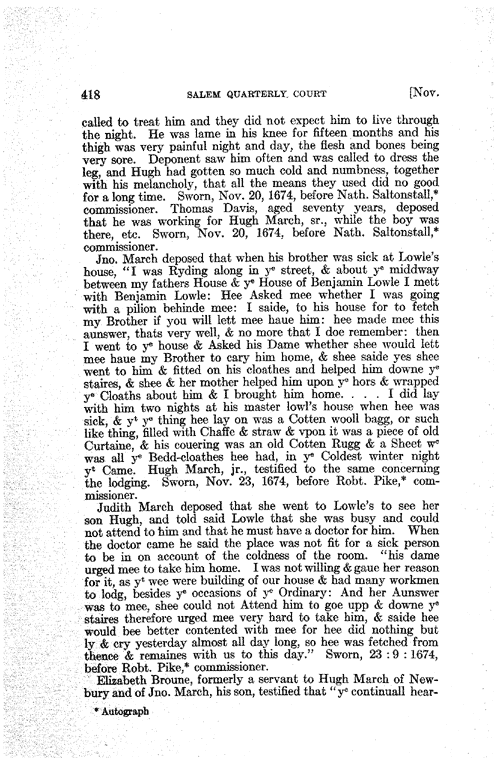 418 SALEM QUARTERLY COURT [Nov.
called to treat him and they did not expect him to live through
the night. He was lame in his knee for fifteen months and his
thigh was very painful night and day, the flesh and bones being
very sore. Deponent saw him often and was called to dress the
leg, and Hugh had gotten so much cold and numbness, together
with his melancholy, that all the means they used did no good
for a long time. Sworn, Nov. 20, 1674, before Nath. Saltonstall,*
commissioner. Thomas Davis, aged seventy years, deposed
that he was working for Hugh March, sr., while the boy was
there, etc. Sworn, Nov. 20, 1674, before Nath. Saltonstall,*
commissioner.
Jno. March deposed that when his brother was sick at Lowle's
house, "I was Ryding along in yᵉ street, & about yᵉ middway
between my fathers House & yᵉ House of Benjamin Lowle I mett
with Benjamin Lowle: Hee Asked mee whether I was going
with a pilion behinde mee: I saide, to his house for to fetch
my Brother if you will lett mee haue him: hee made mee this
aunswer, thats very well, & no more that I doe remember: then
I went to yᵉ house & Asked his Dame whether shee would lett
mee haue my Brother to cary him home, & shee saide yes shee
went to him & fitted on his cloathes and helped him downe yᵉ
staires, & shee & her mother helped him upon yᵉ hors & wrapped
yᵉ Cloaths about him & I brought him home. . . . I did lay
with him two nights at his master lowl's house when hee was
sick, & yᵗ yᵉ thing hee lay on was a Cotten wooll bagg, or such
like thing, filled with Chaffe & straw & vpon it was a piece of old
Curtaine, & his couering was an old Cotten Rugg & a Sheet wᶜ
was all yᵉ Bedd-cloathes hee had, in yᵉ Coldest winter night
yᵗ Came. Hugh March, jr., testified to the same concerning
the lodging. Sworn, Nov. 23, 1674, before Robt. Pike,* com-
missioner.
Judith March deposed that she went to Lowle's to see her
son Hugh, and told said Lowle that she was busy and could
not attend to him and that he must have a doctor for him. When
the doctor came he said the place was not fit for a sick person
to be in on account of the coldness of the room. "his dame
urged mee to take him home. I was not willing & gaue her reason
for it, as yᵗ wee were building of our house & had many workmen
to lodg, besides yᵉ occasions of yᵉ Ordinary: And her Aunswer
was to mee, shee could not Attend him to goe upp & downe yᵉ
staires therefore urged mee very hard to take him, & saide hee
would bee better contented with mee for hee did nothing but
ly & cry yesterday almost all day long, so hee was fetched from
thence & remaines with us to this day." Sworn, 23 : 9 : 1674,
before Robt. Pike,* commissioner.
Elizabeth Broune, formerly a servant to Hugh March of New-
bury and of Jno. March, his son, testified that "yᵉ continuall hear-
* Autograph